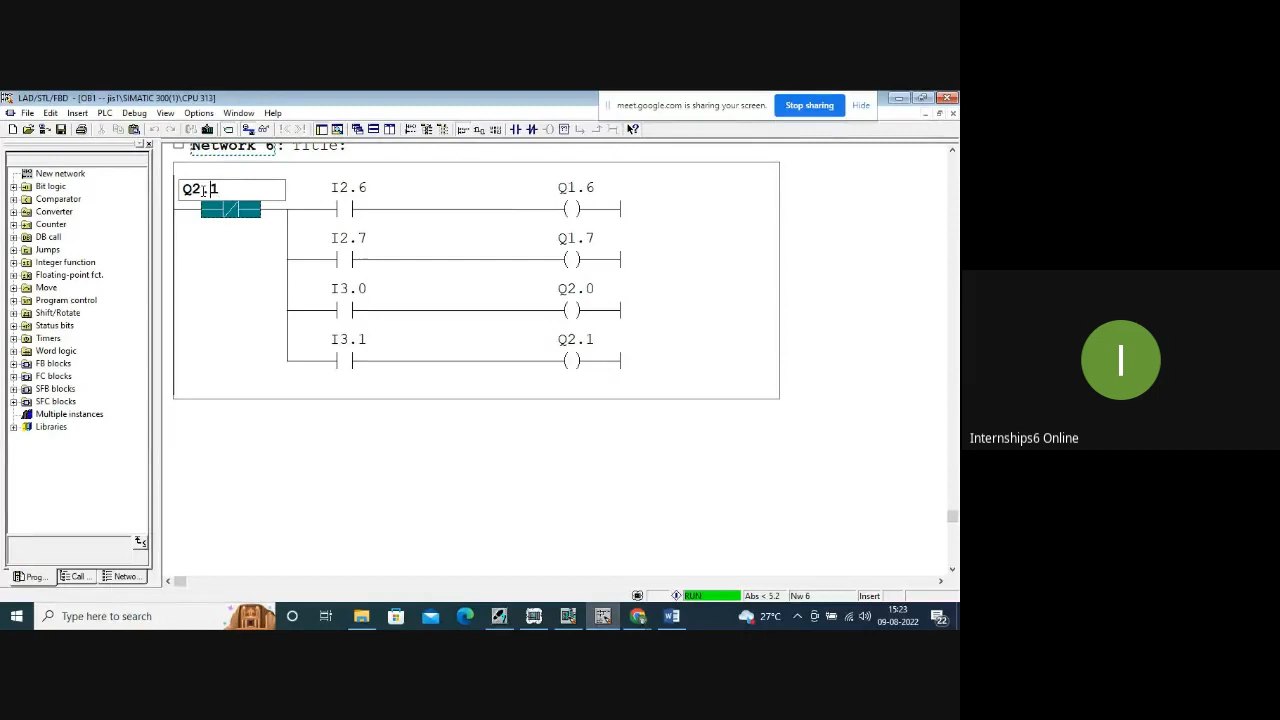 LAD/STL/FBD - [OB1 -- jis1\SIMATIC 300(1)\CPU 313]
meet.google.com is sharing your screen.
Stop sharing
Hide
File Edit Insert PLC Debug View Options Window Help
New network
Bit logic
Comparator
Converter
Counter
DB call
Jumps
Integer function
Floating-point fct.
Move
Program control
Shift/Rotate
Status bits
Timers
Word logic
FB blocks
FC blocks
SFB blocks
SFC blocks
Multiple instances
Libraries
Prog... Call ... Netwo...
Network 6: Title:
Q2.1 I2.6 Q1.6
I2.7 Q1.7
I3.0 Q2.0
I3.1 Q2.1
RUN Abs < 5.2 Nw 6 Insert
Type here to search
27°C
15:23
09-08-2022
22
I
Internships6 Online